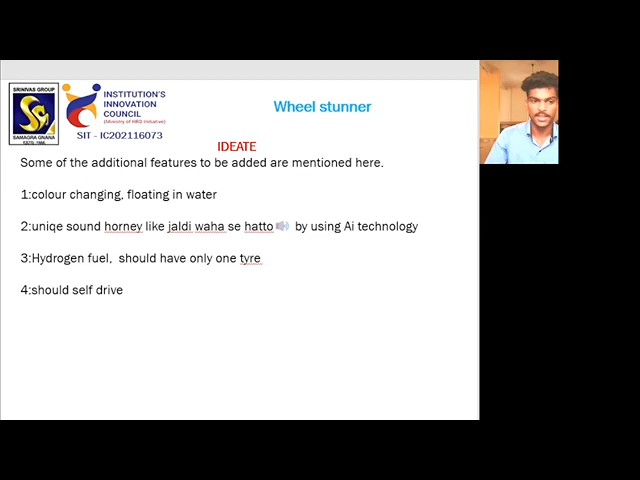 SRINIVAS GROUP
SAMAGRA GNANA
ESTD. 1988
INSTITUTION'S
INNOVATION
COUNCIL
(Ministry of HRD Initiative)
SIT - IC202116073
Wheel stunner
IDEATE
Some of the additional features to be added are mentioned here.
1:colour changing, floating in water
2:uniqe sound horney like jaldi waha se hatto by using Ai technology
3:Hydrogen fuel, should have only one tyre
4:should self drive